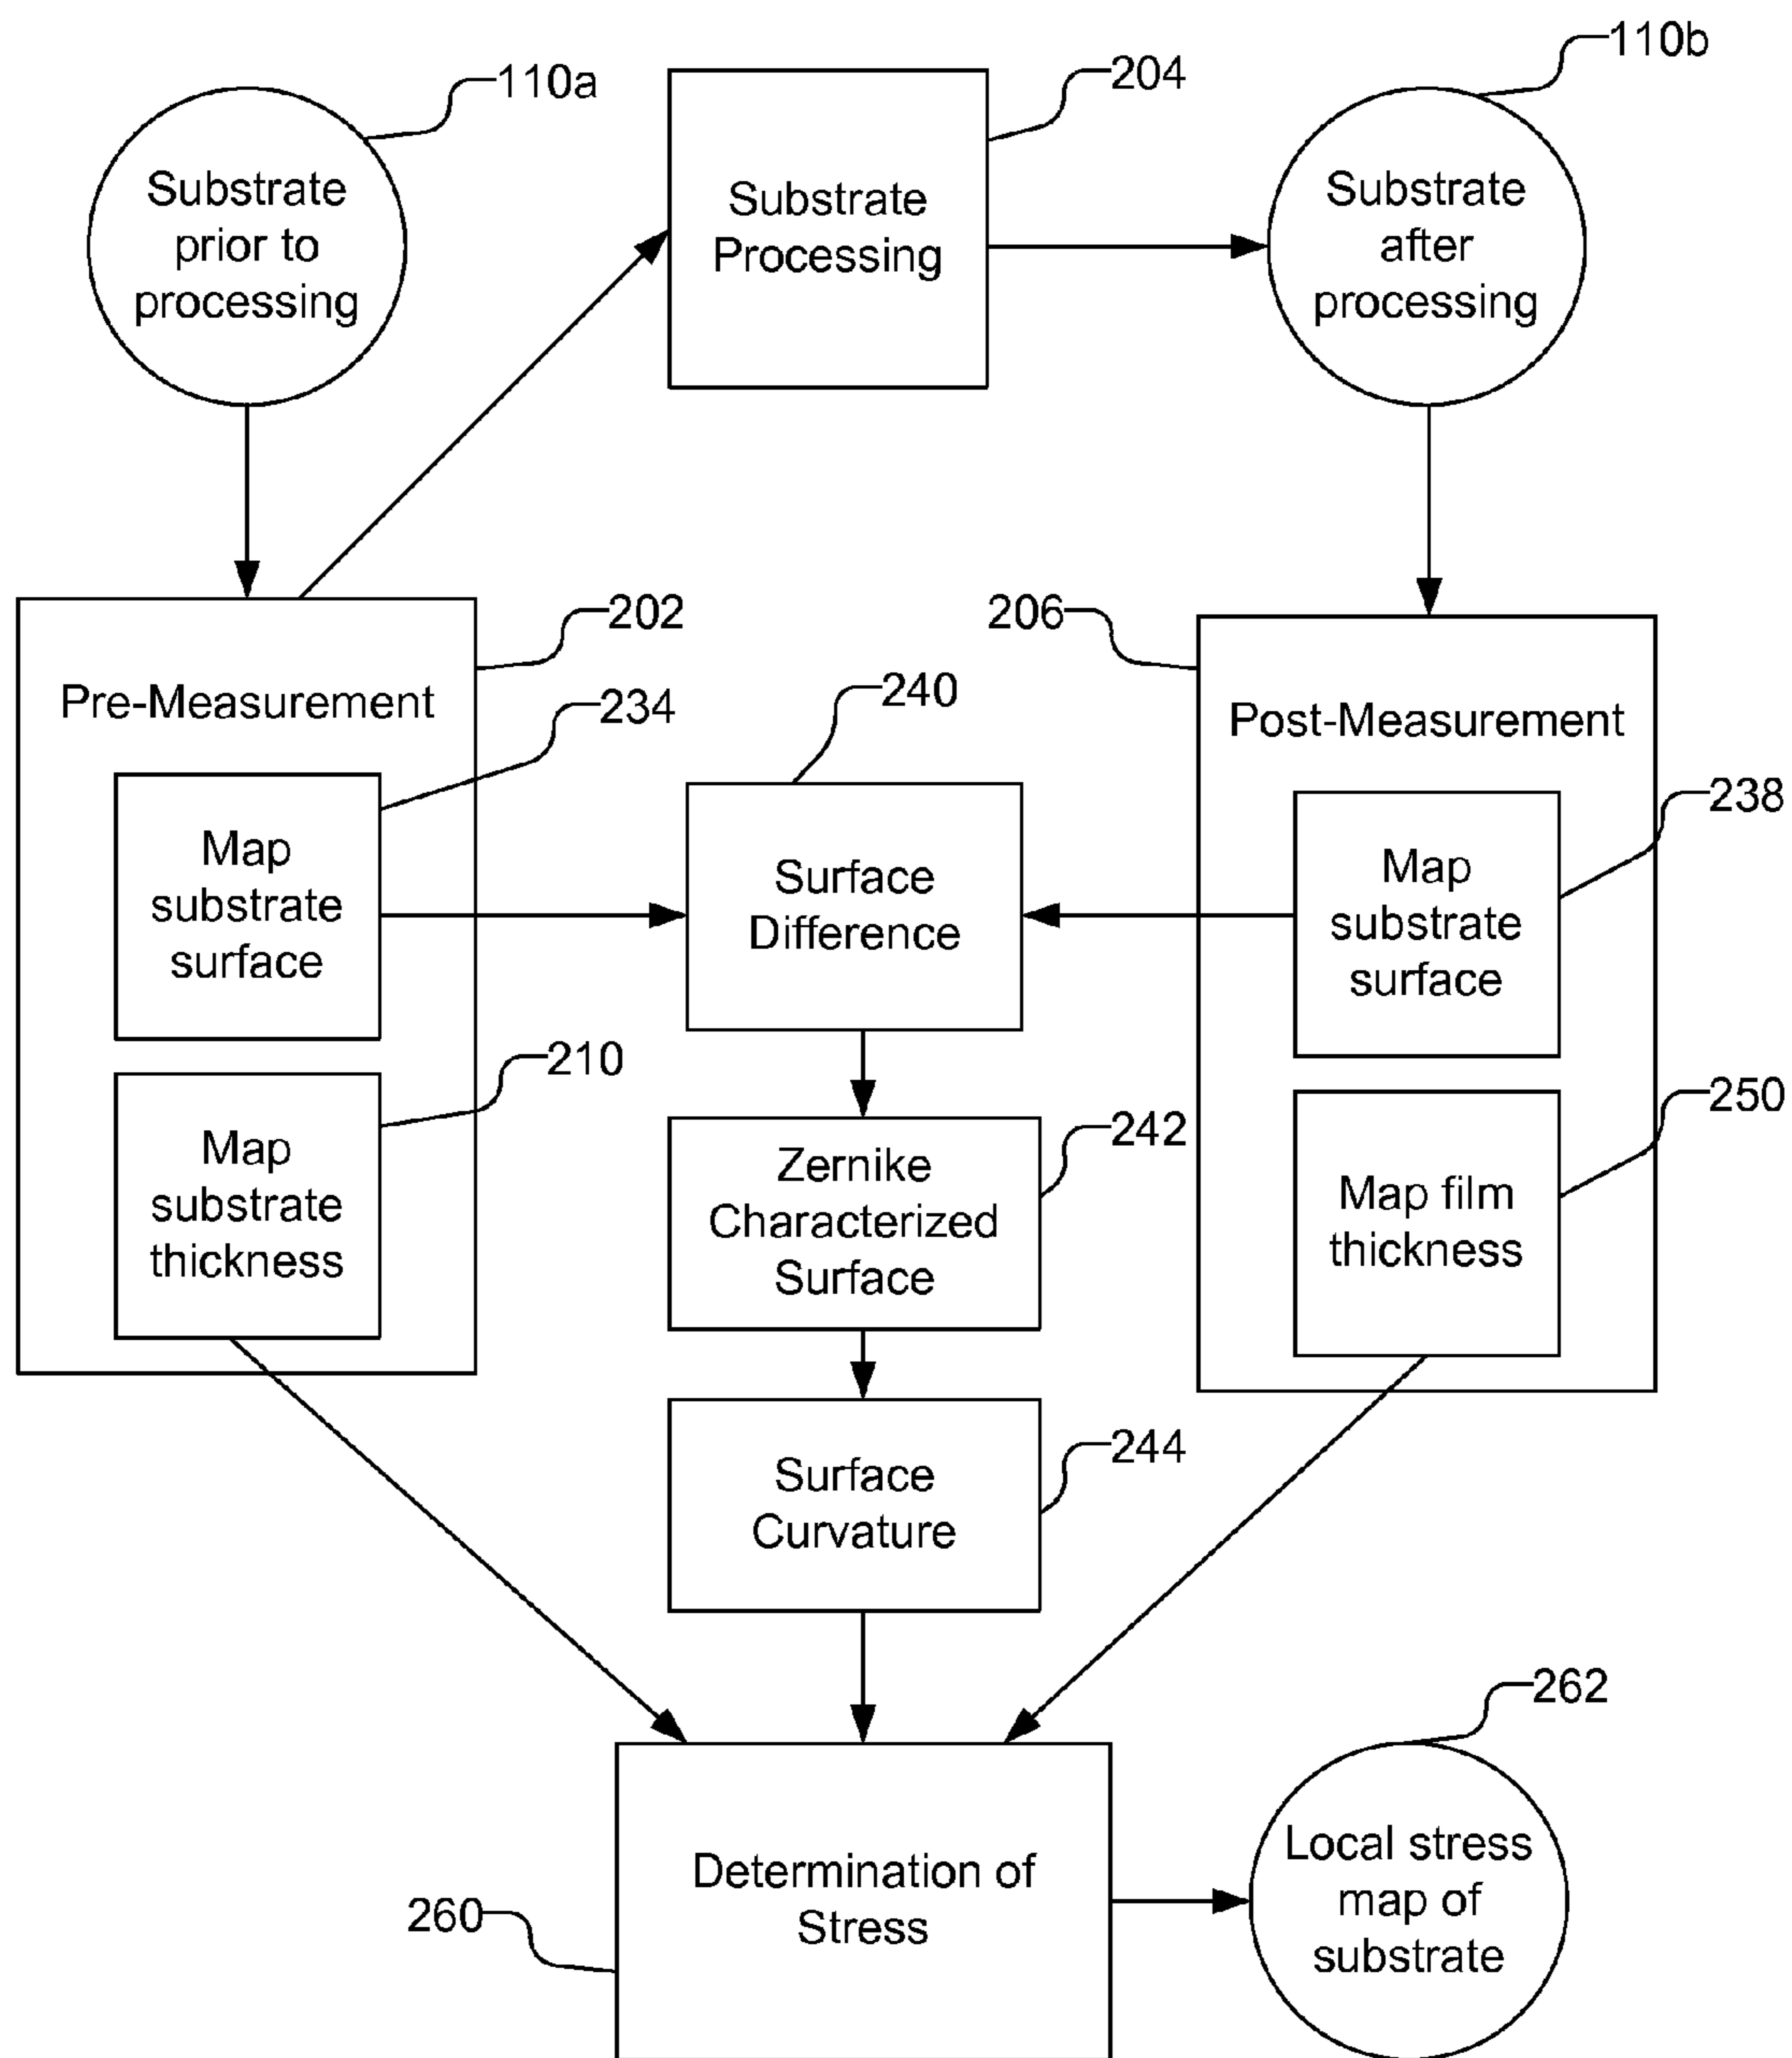 110a
204
110b
Substrate
prior to
processing
Substrate
Processing
Substrate
after
processing
202
206
Pre-Measurement
234
240
Post-Measurement
238
Map
substrate
surface
Surface
Difference
Map
substrate
surface
210
242
250
Map
substrate
thickness
Zernike
Characterized
Surface
Map film
thickness
244
Surface
Curvature
262
260
Determination of
Stress
Local stress
map of
substrate